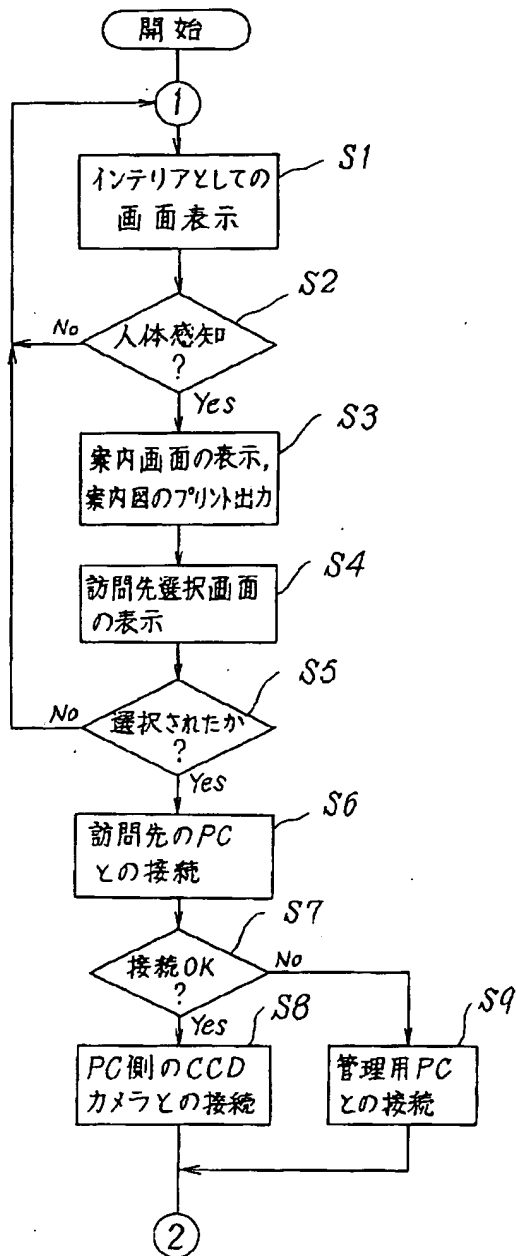 開始
1
S1
インテリアとしての
画面表示
S2
No
人体感知
?
Yes
S3
案内画面の表示,
案内図のプリント出力
S4
訪問先選択画面
の表示
S5
No
選択されたか
?
Yes
S6
訪問先のPC
との接続
S7
接続OK
?
No
Yes
S8
PC側のCCD
カメラとの接続
S9
管理用PC
との接続
2